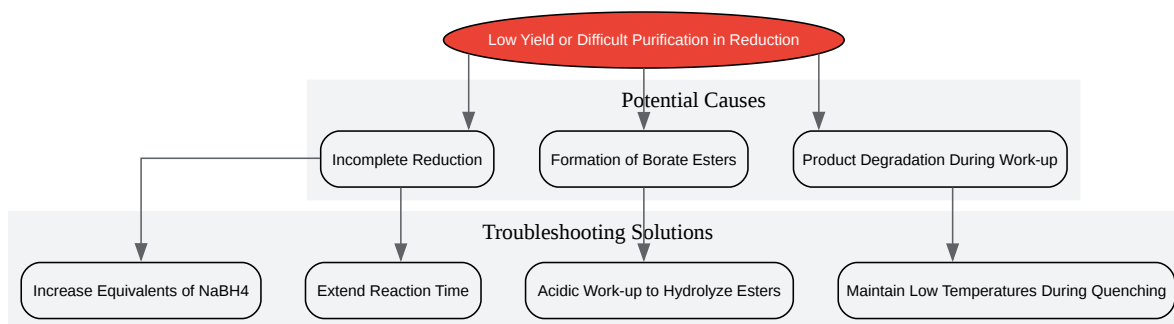 Low Yield or Difficult Purification in Reduction
Potential Causes
Incomplete Reduction
Formation of Borate Esters
Product Degradation During Work-up
Troubleshooting Solutions
Increase Equivalents of NaBH4
Extend Reaction Time
Acidic Work-up to Hydrolyze Esters
Maintain Low Temperatures During Quenching